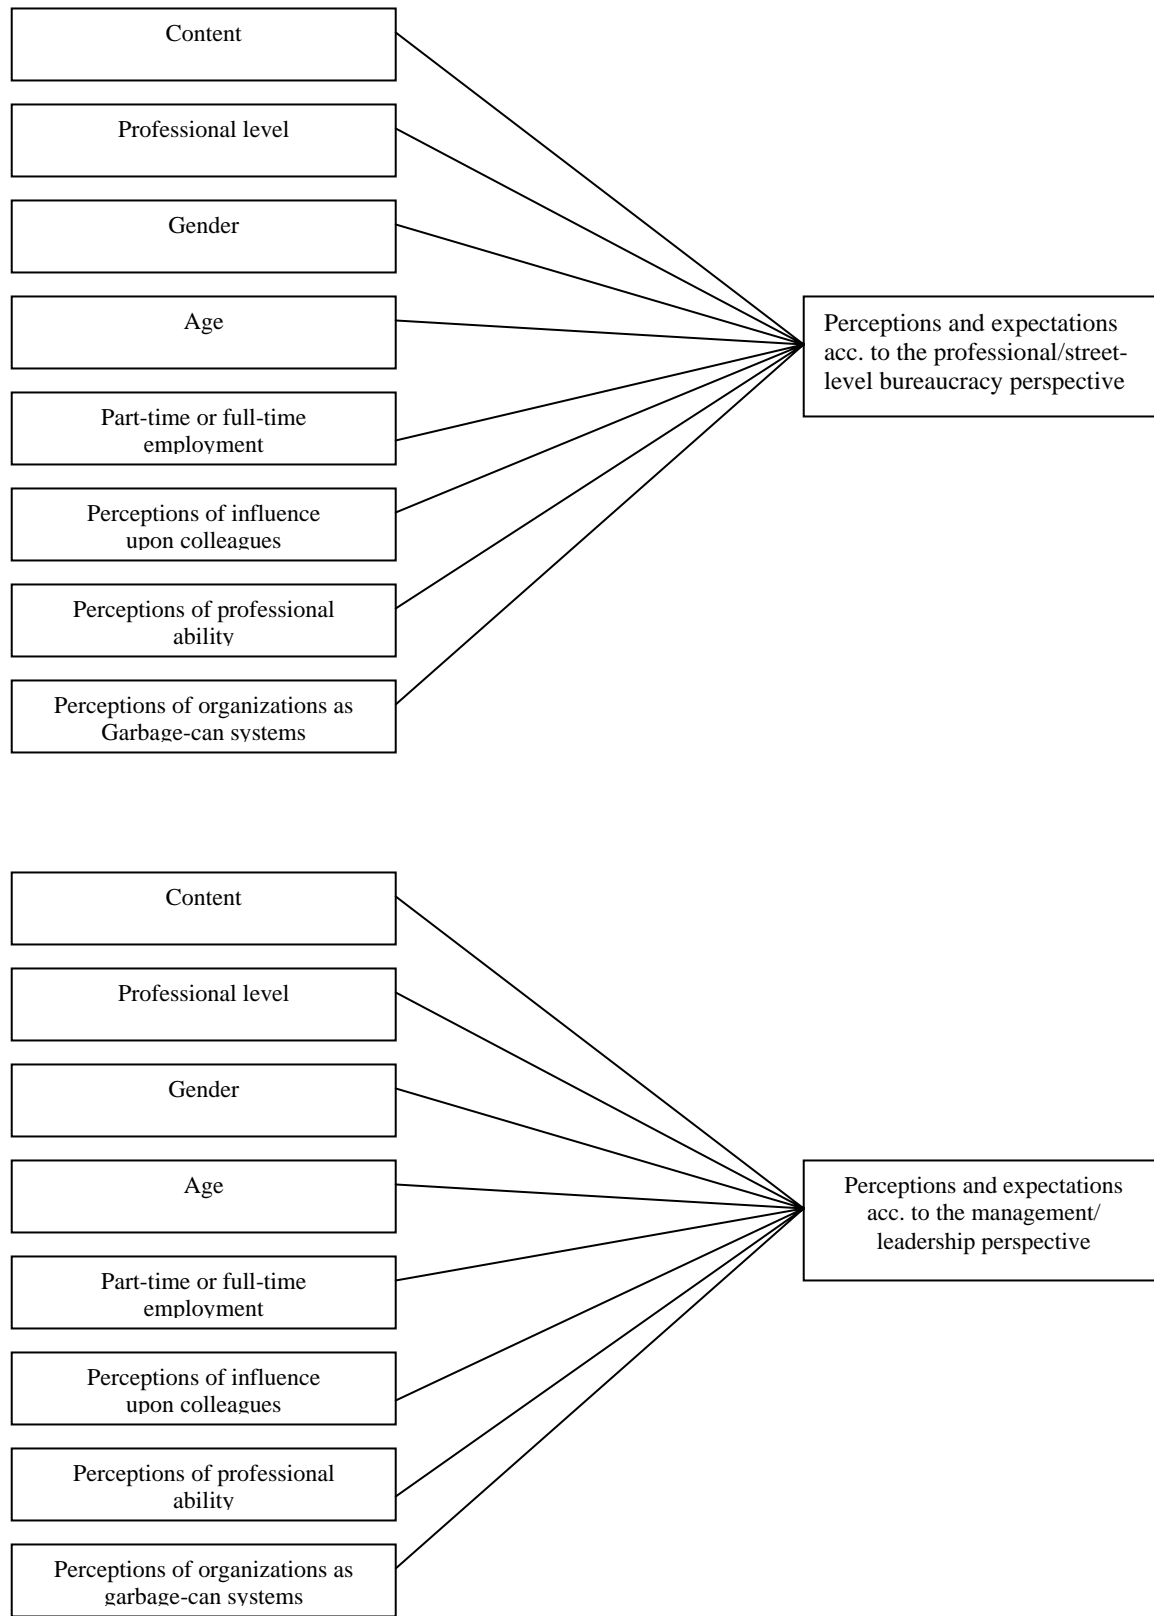 Content
Professional level
Gender
Age
Part-time or full-time
employment
Perceptions of influence
upon colleagues
Perceptions of professional
ability
Perceptions of organizations as
Garbage-can systems
Perceptions and expectations
acc. to the professional/street-
level bureaucracy perspective
Content
Professional level
Gender
Age
Part-time or full-time
employment
Perceptions of influence
upon colleagues
Perceptions of professional
ability
Perceptions of organizations as
garbage-can systems
Perceptions and expectations
acc. to the management/
leadership perspective